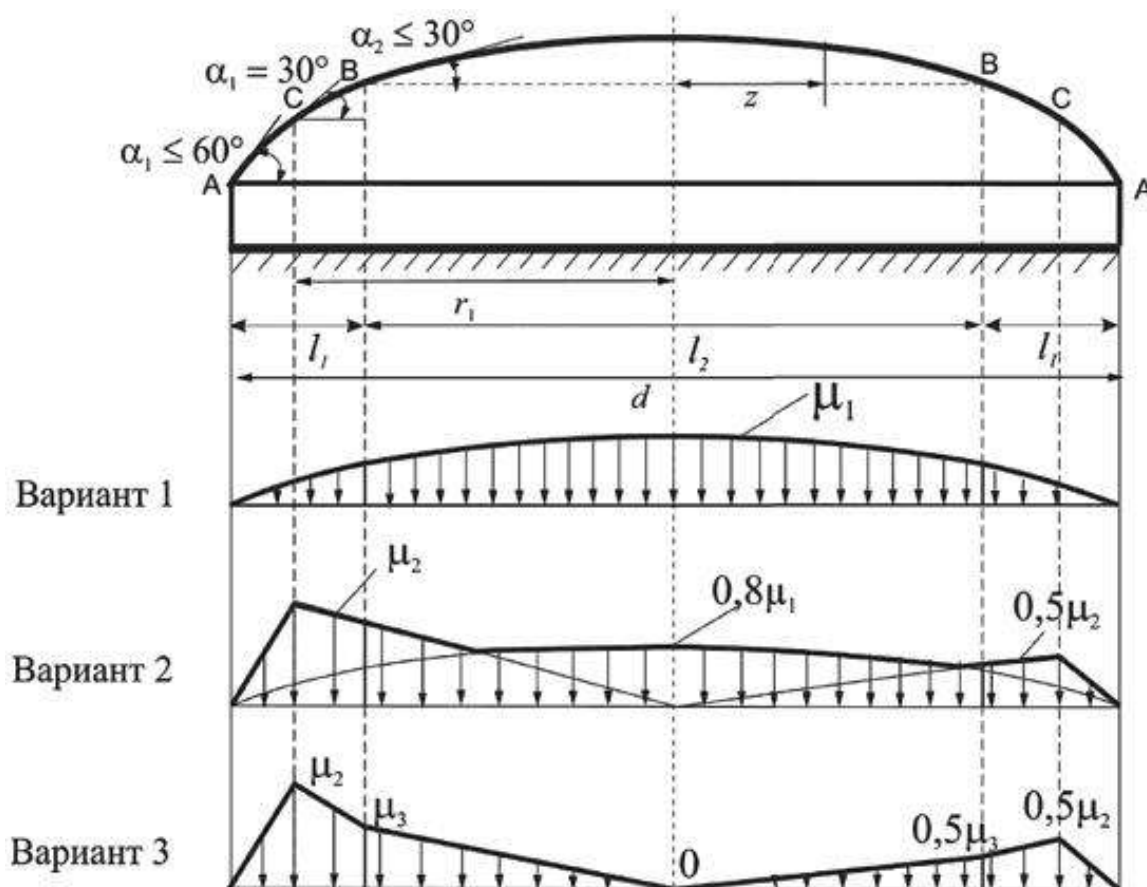 α₂ ≤ 30°
α₁ = 30° B B
C z C
α₁ ≤ 60°
A A
r₁
l₁ l₂ l₁
d
μ₁
Вариант 1
μ₂ 0,8μ₁ 0,5μ₂
Вариант 2
μ₂ μ₃ 0,5μ₃ 0,5μ₂
Вариант 3 0